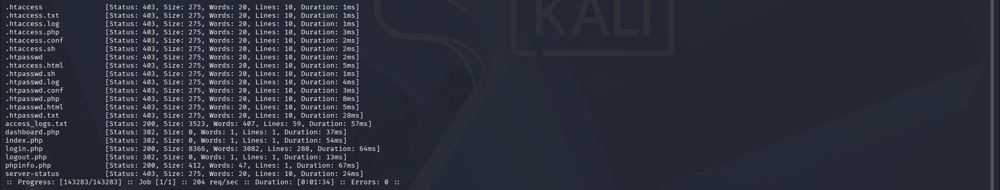 KALI
.htaccess [Status: 403, Size: 275, Words: 20, Lines: 10, Duration: 1ms]
.htaccess.txt [Status: 403, Size: 275, Words: 20, Lines: 10, Duration: 1ms]
.htaccess.log [Status: 403, Size: 275, Words: 20, Lines: 10, Duration: 1ms]
.htaccess.php [Status: 403, Size: 275, Words: 20, Lines: 10, Duration: 3ms]
.htaccess.conf [Status: 403, Size: 275, Words: 20, Lines: 10, Duration: 2ms]
.htaccess.sh [Status: 403, Size: 275, Words: 20, Lines: 10, Duration: 2ms]
.htpasswd [Status: 403, Size: 275, Words: 20, Lines: 10, Duration: 2ms]
.htaccess.html [Status: 403, Size: 275, Words: 20, Lines: 10, Duration: 5ms]
.htpasswd.sh [Status: 403, Size: 275, Words: 20, Lines: 10, Duration: 1ms]
.htpasswd.log [Status: 403, Size: 275, Words: 20, Lines: 10, Duration: 4ms]
.htpasswd.conf [Status: 403, Size: 275, Words: 20, Lines: 10, Duration: 3ms]
.htpasswd.php [Status: 403, Size: 275, Words: 20, Lines: 10, Duration: 8ms]
.htpasswd.html [Status: 403, Size: 275, Words: 20, Lines: 10, Duration: 5ms]
.htpasswd.txt [Status: 403, Size: 275, Words: 20, Lines: 10, Duration: 28ms]
access_logs.txt [Status: 200, Size: 3523, Words: 407, Lines: 59, Duration: 57ms]
dashboard.php [Status: 302, Size: 0, Words: 1, Lines: 1, Duration: 37ms]
index.php [Status: 302, Size: 0, Words: 1, Lines: 1, Duration: 54ms]
login.php [Status: 200, Size: 8366, Words: 3082, Lines: 288, Duration: 64ms]
logout.php [Status: 302, Size: 0, Words: 1, Lines: 1, Duration: 13ms]
phpinfo.php [Status: 200, Size: 412, Words: 47, Lines: 1, Duration: 67ms]
server-status [Status: 403, Size: 275, Words: 20, Lines: 10, Duration: 24ms]
:: Progress: [143283/143283] :: Job [1/1] :: 204 req/sec :: Duration: [0:01:34] :: Errors: 0 ::